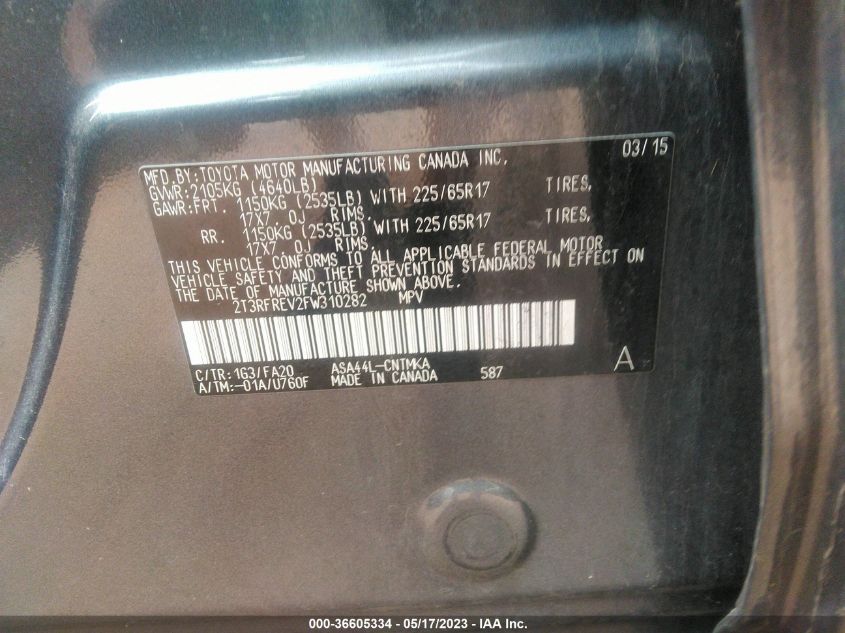 MFD.BY:TOYOTA MOTOR MANUFACTURING CANADA INC. 03/15
GVWR:2105KG (4640LB)
GAWR:FRT. 1150KG (2535LB) WITH 225/65R17 TIRES,
17X7.0J RIMS.
RR. 1150KG (2535LB) WITH 225/65R17 TIRES,
17X7.0J RIMS.
THIS VEHICLE CONFORMS TO ALL APPLICABLE FEDERAL MOTOR
VEHICLE SAFETY AND THEFT PREVENTION STANDARDS IN EFFECT ON
THE DATE OF MANUFACTURE SHOWN ABOVE.
2T3RFREV2FW310282 MPV
C/TR:1G3/FA20 ASA44L-CNTMKA
A/TM:-01A/U760F MADE IN CANADA 587 A
000-36605334 - 05/17/2023 - IAA Inc.